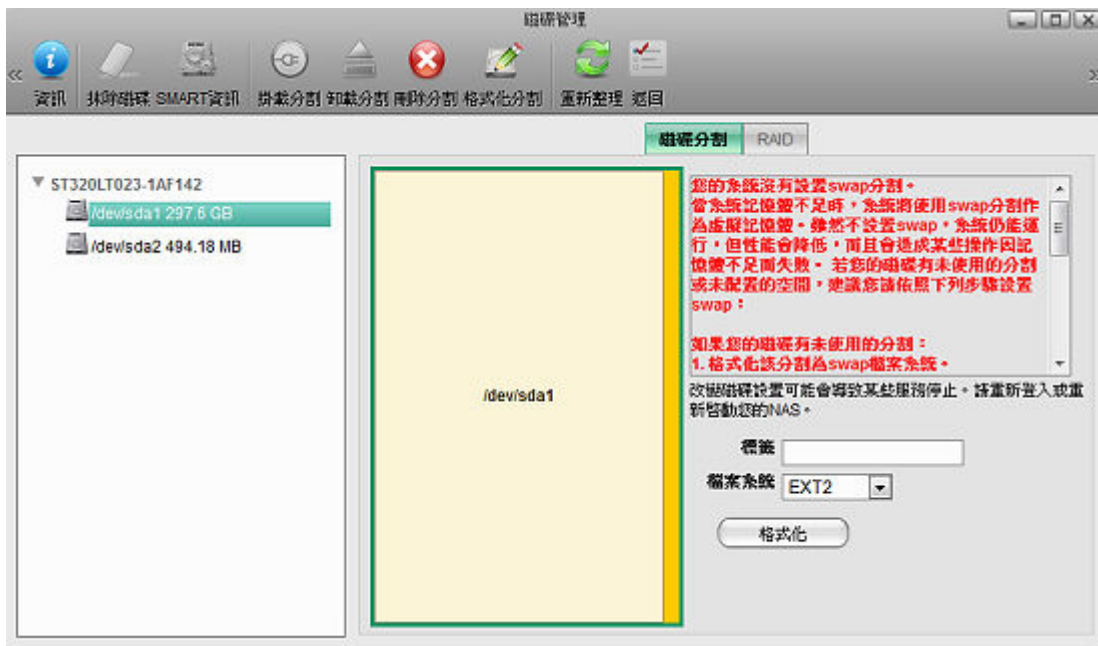 磁碟管理
資訊 抹除磁碟 SMART資訊 掛載分割 卸載分割 刪除分割 格式化分割 重新整理 返回
磁碟分割 RAID
ST320LT023-1AF142
/dev/sda1 297.6 GB
/dev/sda2 494.18 MB
/dev/sda1
您的系統沒有設置swap分割。
當系統記憶體不足時，系統將使用swap分割作
為虛擬記憶體。雖然不設置swap，系統仍能運
行，但性能會降低，而且會造成某些操作因記
憶體不足而失敗。 若您的磁碟有未使用的分割
或未配置的空間，建議您請依照下列步驟設置
swap：
如果您的磁碟有未使用的分割：
1. 格式化該分割為swap檔案系統。
改變磁碟設置可能會導致某些服務停止。請重新登入或重
新啓動您的NAS。
標籤
檔案系統 EXT2
格式化